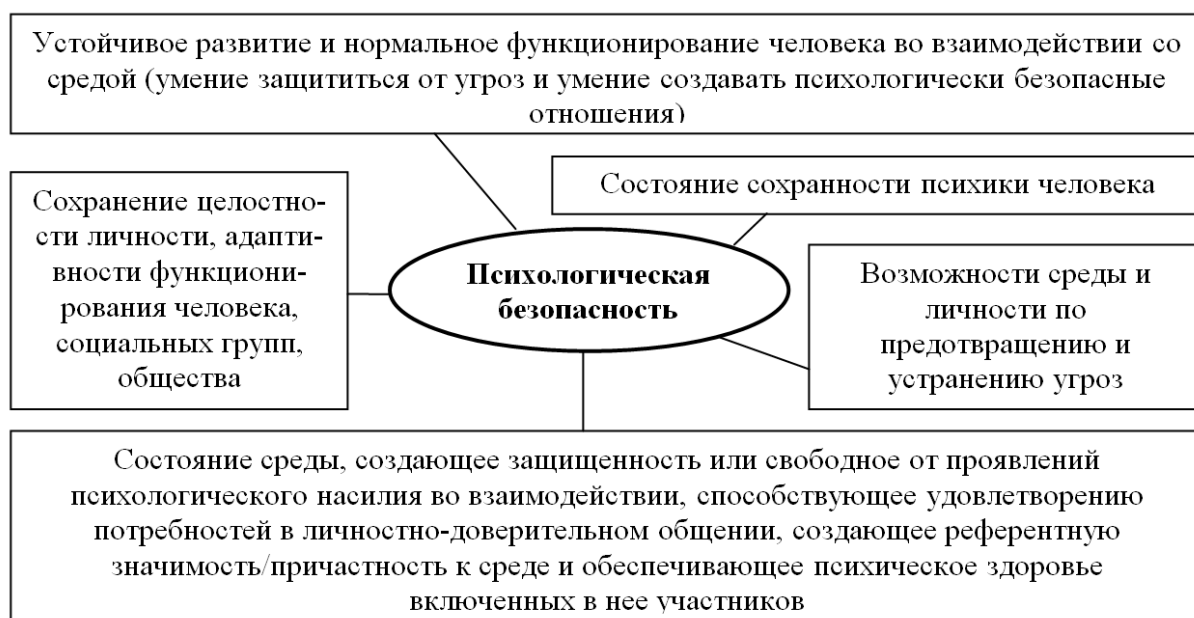 Устойчивое развитие и нормальное функционирование человека во взаимодействии со
средой (умение защититься от угроз и умение создавать психологически безопасные
отношения)
Состояние сохранности психики человека
Сохранение целостно-
сти личности, адапти-
вности функциони-
рования человека,
социальных групп,
общества
Психологическая
безопасность
Возможности среды и
личности по
предотвращению и
устранению угроз
Состояние среды, создающее защищенность или свободное от проявлений
психологического насилия во взаимодействии, способствующее удовлетворению
потребностей в личностно-доверительном общении, создающее референтную
значимость/причастность к среде и обеспечивающее психическое здоровье
включенных в нее участников